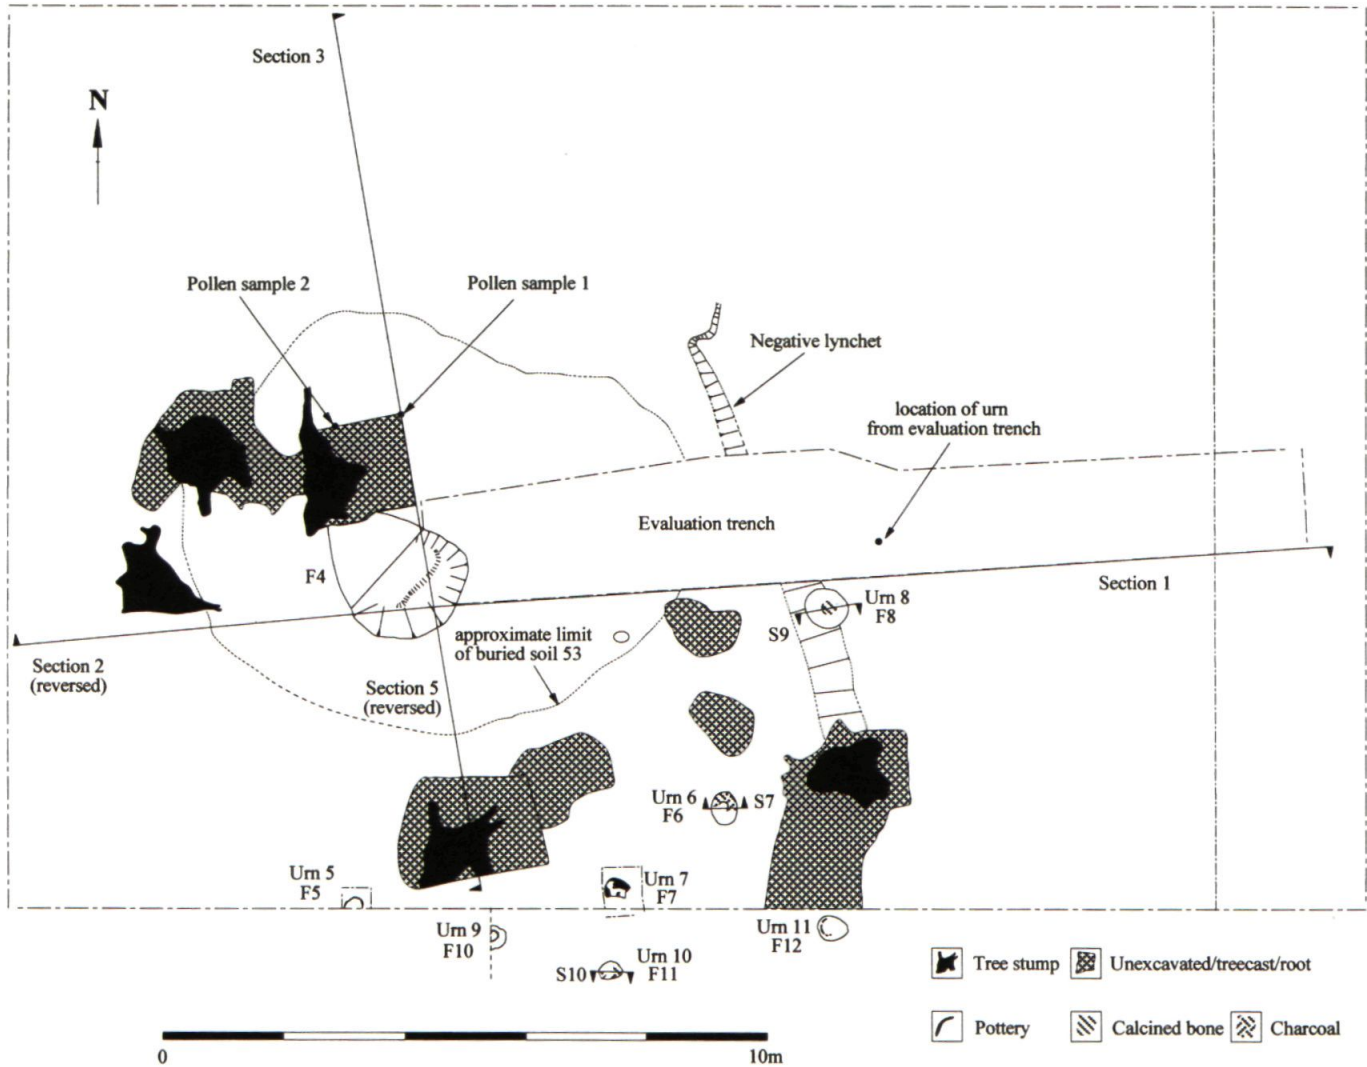 Section 3
N
Pollen sample 2
Pollen sample 1
Negative lynchet
location of urn
from evaluation trench
Evaluation trench
F4
Section 1
Urn 8
F8
S9
approximate limit
of buried soil 53
Section 2
(reversed)
Section 5
(reversed)
Urn 6
F6
S7
Urn 5
F5
Urn 7
F7
Urn 9
F10
Urn 11
F12
Urn 10
F11
S10
Tree stump
Unexcavated/treecast/root
Pottery
Calcined bone
Charcoal
0
10m